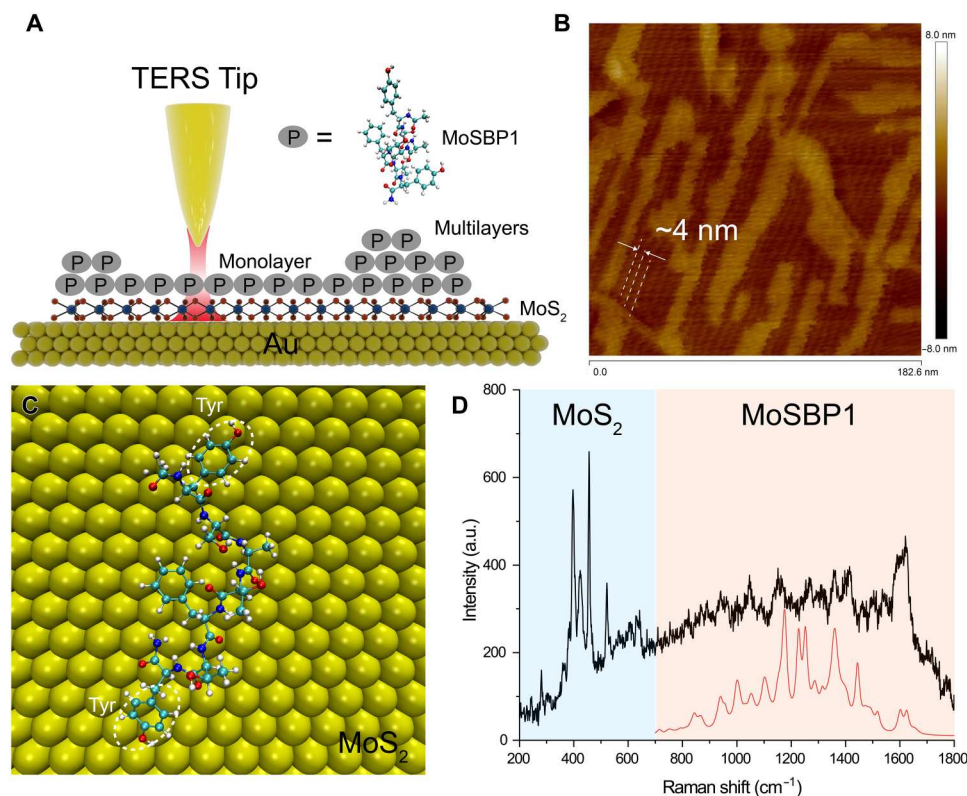 A
TERS Tip
P
=
MoSBP1
Multilayers
Monolayer
P P
P P
P P P P
P P P P P P P P P P P P P P
MoS2
Au
B
8.0 nm
~4 nm
−8.0 nm
0.0
182.6 nm
C
Tyr
Tyr
MoS2
D
MoS2
MoSBP1
Intensity (a.u.)
800
600
400
200
0
200 400 600 800 1000 1200 1400 1600 1800
Raman shift (cm−1)